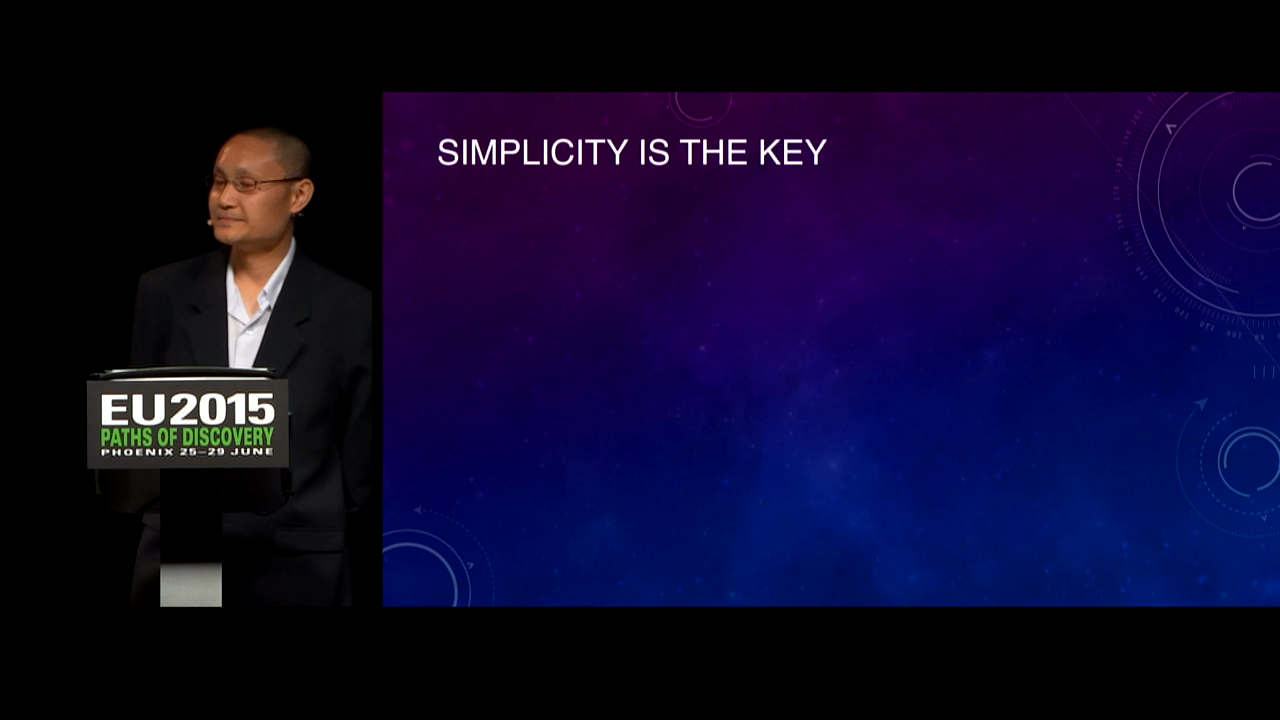 SIMPLICITY IS THE KEY
EU2015
PATHS OF DISCOVERY
PHOENIX 25–29 JUNE